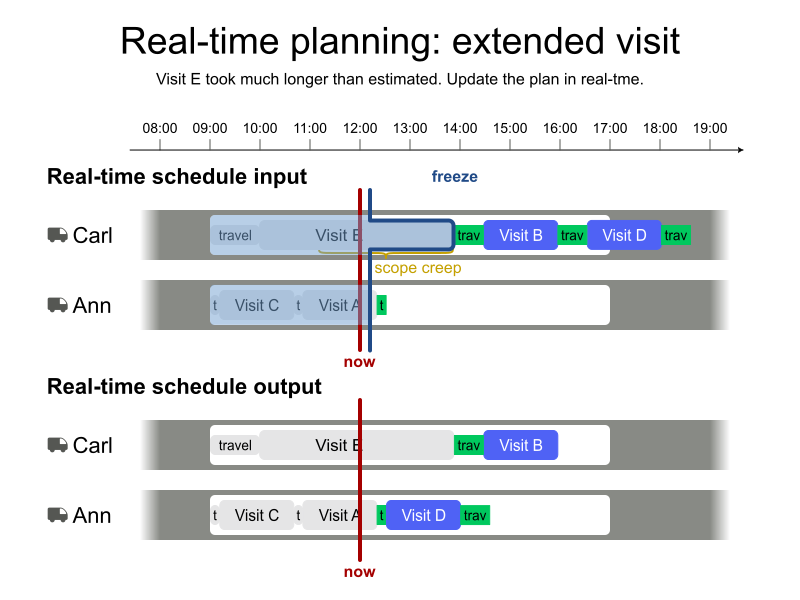 Real-time planning: extended visit
Visit E took much longer than estimated. Update the plan in real-tme.
08:00 09:00 10:00 11:00 12:00 13:00 14:00 15:00 16:00 17:00 18:00 19:00
Real-time schedule input
freeze
Carl travel Visit E trav Visit B trav Visit D trav
scope creep
Ann t Visit C t Visit A t
now
Real-time schedule output
Carl travel Visit E trav Visit B
Ann t Visit C t Visit A t Visit D trav
now